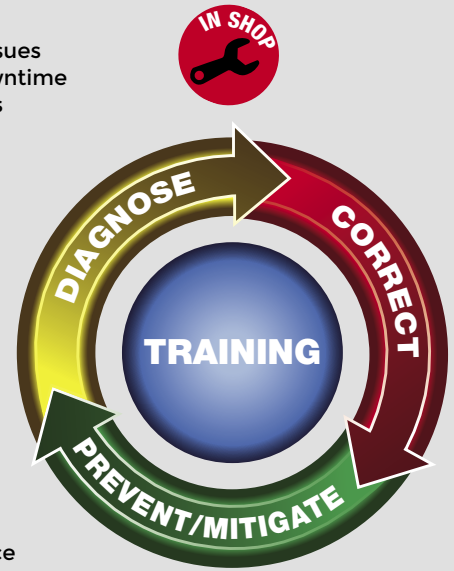 IN SHOP
DIAGNOSE
CORRECT
TRAINING
PREVENT/MITIGATE